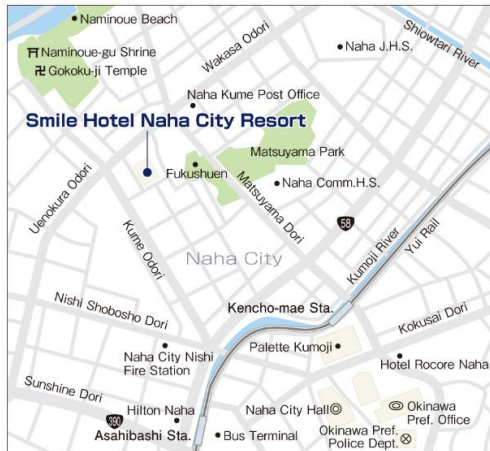 Naminoue Beach
Shiowtari River
Wakasa Odori
Naha J.H.S.
Naminoue-gu Shrine
Gokoku-ji Temple
Naha Kume Post Office
Smile Hotel Naha City Resort
Matsuyama Park
Fukushuen
Naha Comm.H.S.
Uenokura Odori
Matsuyama Dori
58
Kume Odori
Kumoji River
Yui Rail
Naha City
Nishi Shobosho Dori
Kencho-mae Sta.
Kokusai Dori
Naha City Nishi
Fire Station
Palette Kumoji
Hotel Rocore Naha
Sunshine Dori
390
Hilton Naha
Naha City Hall
Okinawa
Pref. Office
Asahibashi Sta.
Bus Terminal
Okinawa Pref.
Police Dept.